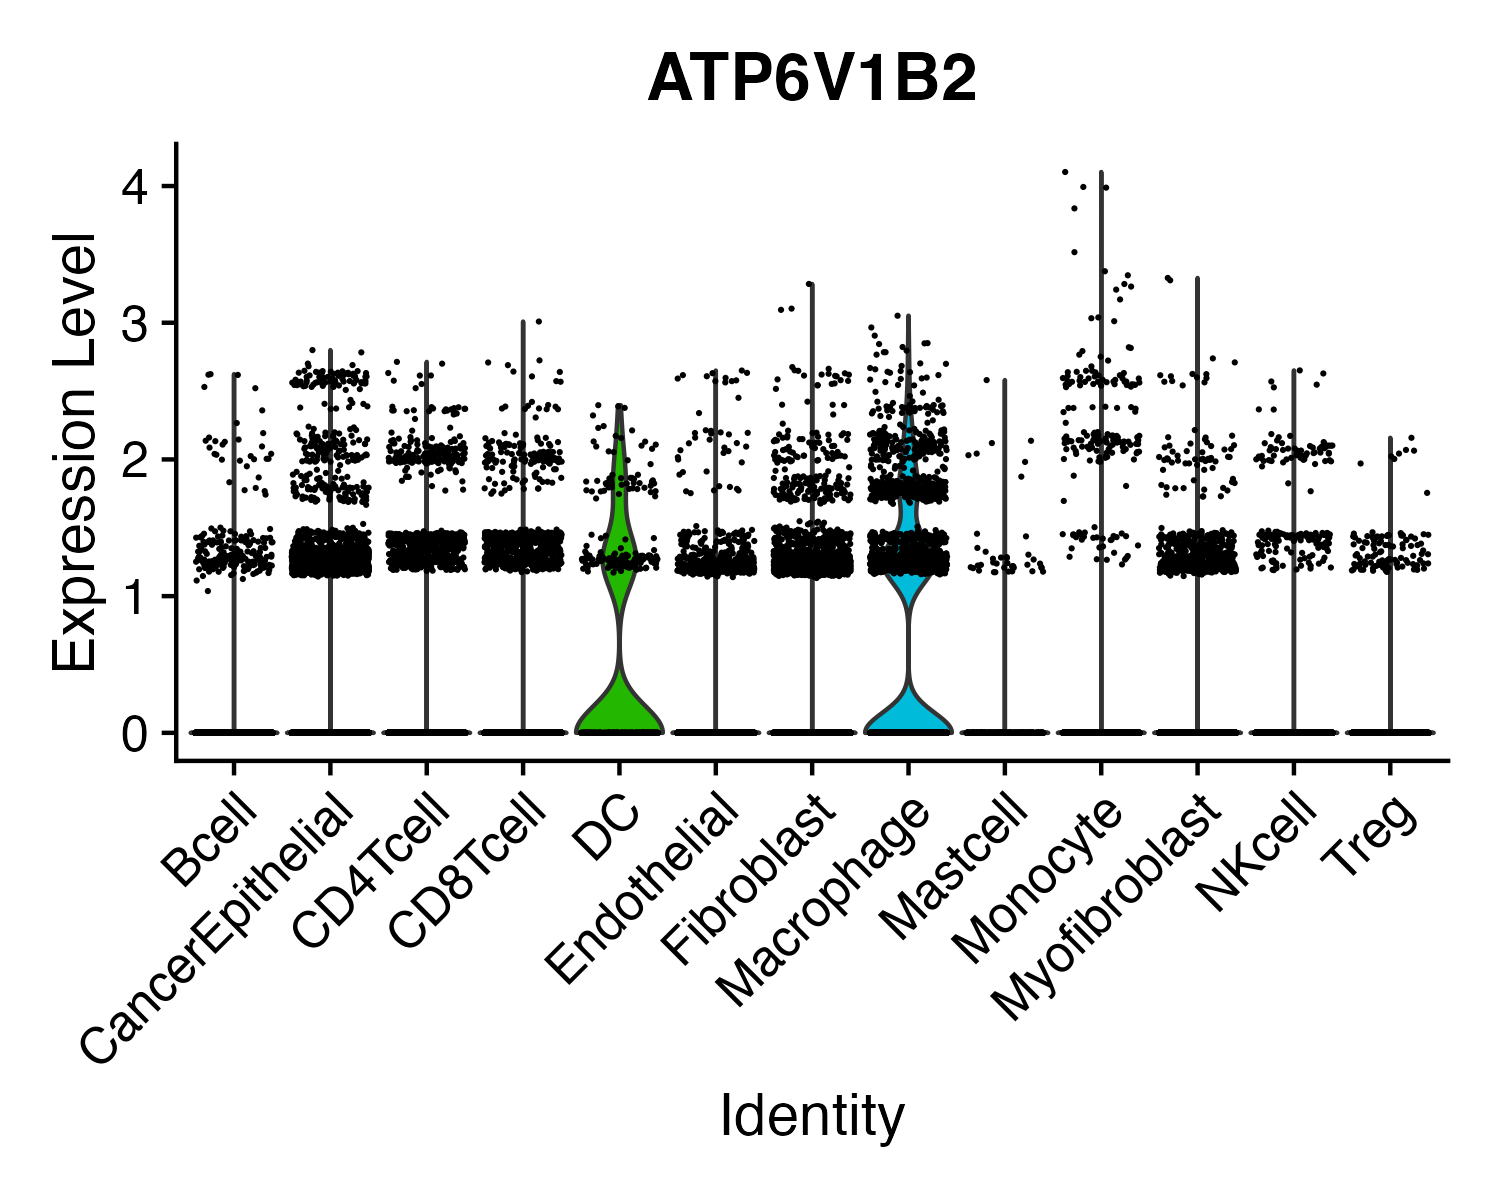 ATP6V1B2
Expression Level
4
3
2
1
0
Bcell
CancerEpithelial
CD4Tcell
CD8Tcell
DC
Endothelial
Fibroblast
Macrophage
Mastcell
Monocyte
Myofibroblast
NKcell
Treg
Identity